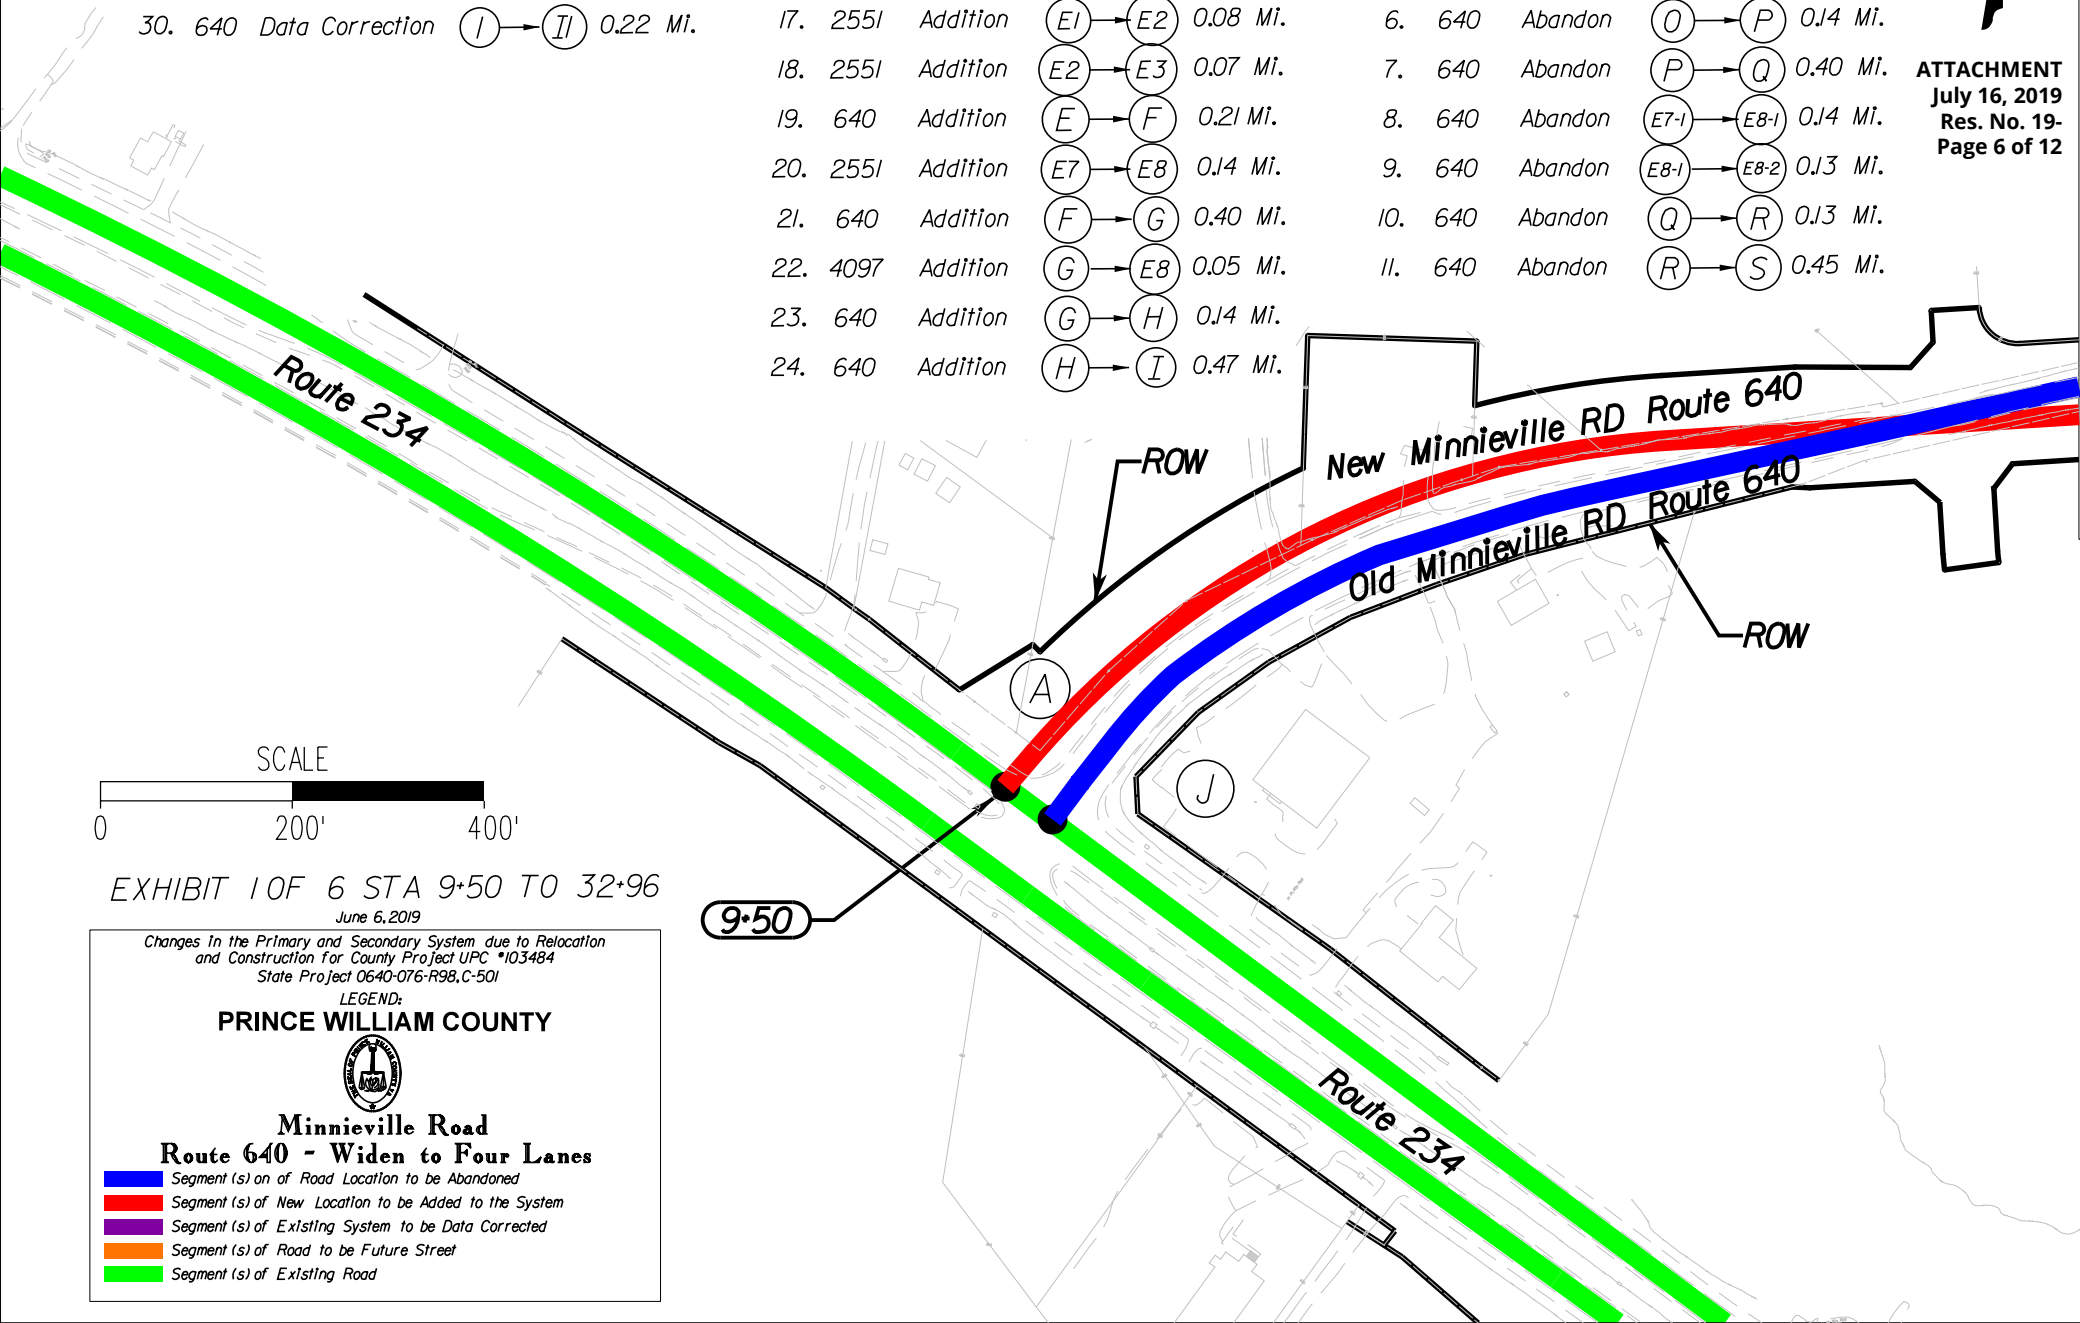 30. 640 Data Correction I I1 0.22 Mi.
17. 2551 Addition E1 E2 0.08 Mi.
18. 2551 Addition E2 E3 0.07 Mi.
19. 640 Addition E F 0.21 Mi.
20. 2551 Addition E7 E8 0.14 Mi.
21. 640 Addition F G 0.40 Mi.
22. 4097 Addition G E8 0.05 Mi.
23. 640 Addition G H 0.14 Mi.
24. 640 Addition H I 0.47 Mi.
6. 640 Abandon O P 0.14 Mi.
7. 640 Abandon P Q 0.40 Mi.
8. 640 Abandon E7-1 E8-1 0.14 Mi.
9. 640 Abandon E8-1 E8-2 0.13 Mi.
10. 640 Abandon Q R 0.13 Mi.
11. 640 Abandon R S 0.45 Mi.
ATTACHMENT
July 16, 2019
Res. No. 19-
Page 6 of 12
Route 234
ROW
New Minnieville RD Route 640
Old Minnieville RD Route 640
ROW
A
J
9+50
Route 234
SCALE
0 200' 400'
EXHIBIT 1 OF 6 STA 9+50 TO 32+96
June 6, 2019
Changes in the Primary and Secondary System due to Relocation
and Construction for County Project UPC #103484
State Project 0640-076-R98, C-501
LEGEND:
PRINCE WILLIAM COUNTY
Minnieville Road
Route 640 - Widen to Four Lanes
Segment (s) on of Road Location to be Abandoned
Segment (s) of New Location to be Added to the System
Segment (s) of Existing System to be Data Corrected
Segment (s) of Road to be Future Street
Segment (s) of Existing Road